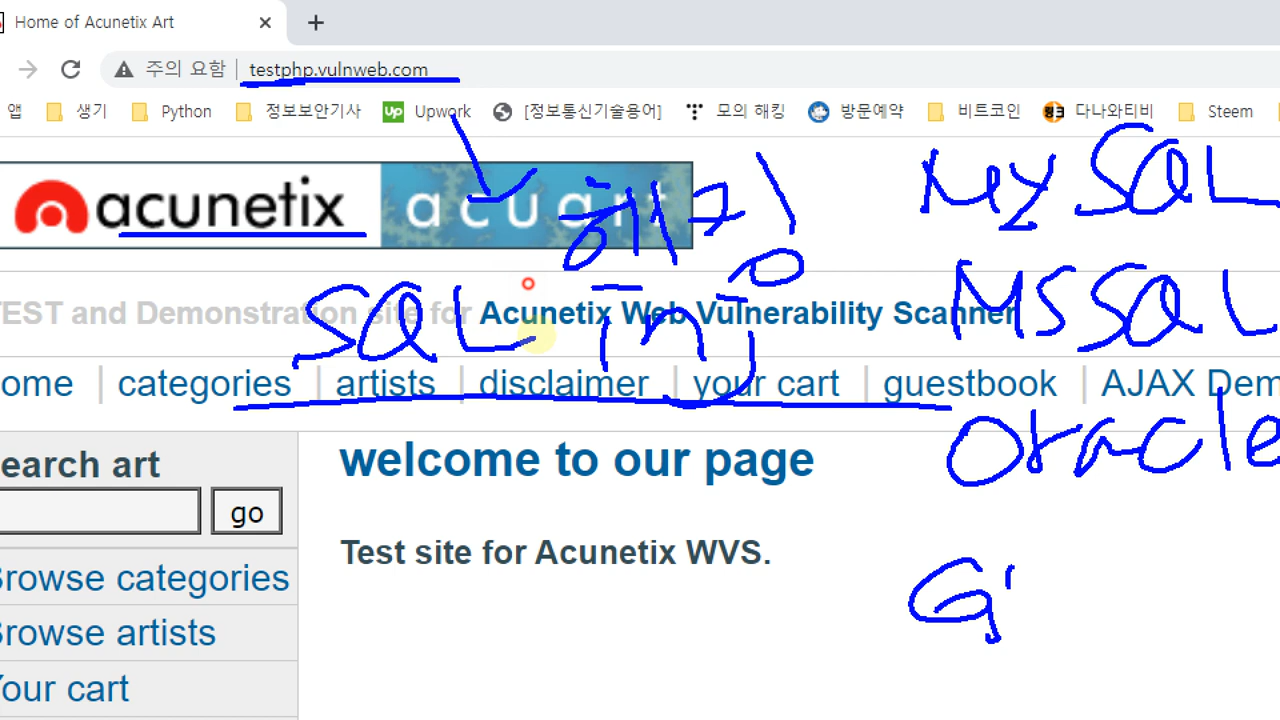 Home of Acunetix Art
주의 요함 testphp.vulnweb.com
앱 생기 Python 정보보안기사 Upwork [정보통신기술용어] 모의 해킹 방문예약 비트코인 다나와티비 Steem
acunetix acuart
MySQL
TEST and Demonstration site for Acunetix Web Vulnerability Scanner
SQL inj
MSSQL
ome categories artists disclaimer your cart guestbook AJAX Dem
Oracle
earch art
go
welcome to our page
Test site for Acunetix WVS.
Browse categories
Browse artists
Your cart